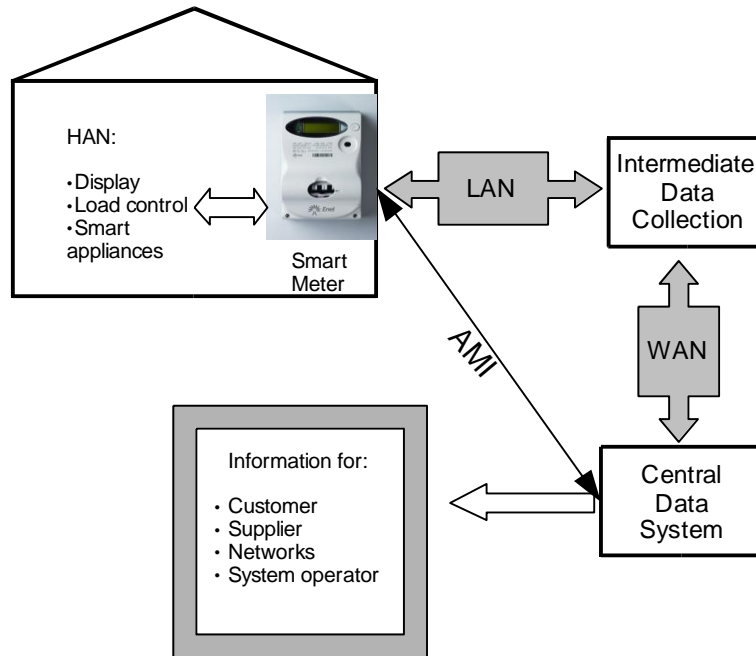 HAN:
•Display
•Load control
•Smart
appliances
Enel
Smart
Meter
LAN
Intermediate
Data
Collection
WAN
AMI
Central
Data
System
Information for:
• Customer
• Supplier
• Networks
• System operator